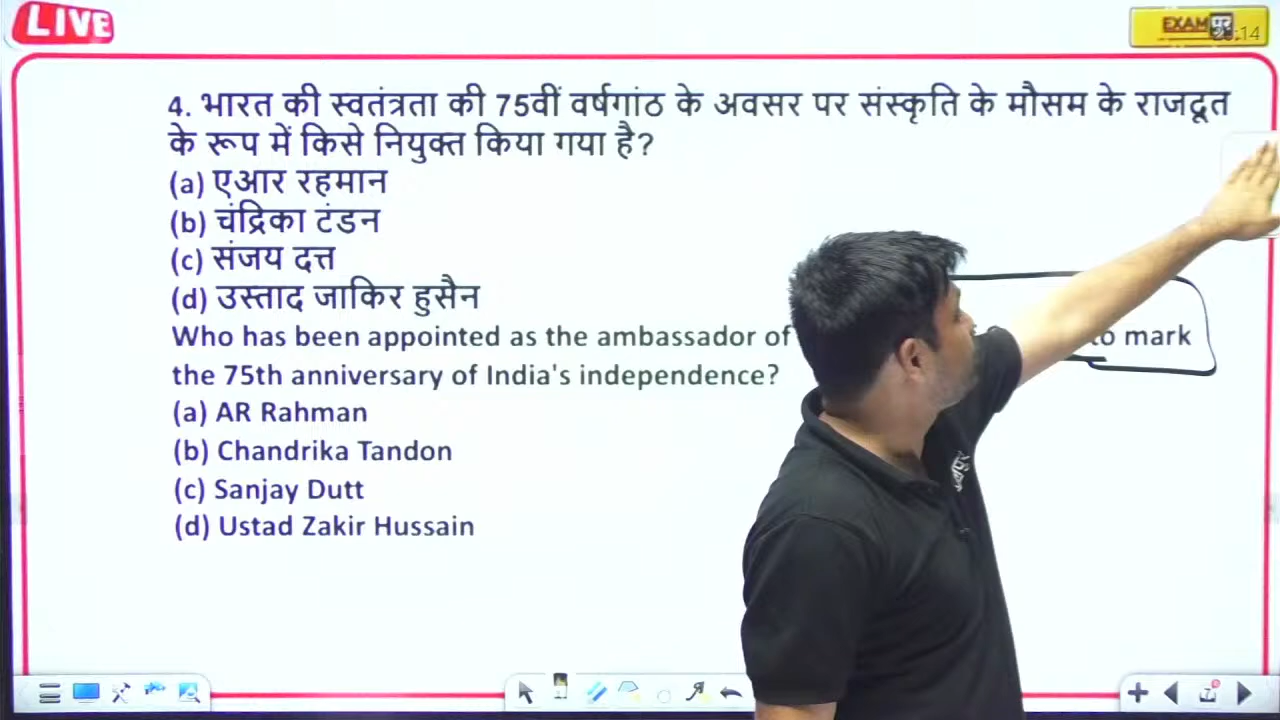 LIVE
EXAM पुर
:14
4. भारत की स्वतंत्रता की 75वीं वर्षगांठ के अवसर पर संस्कृति के मौसम के राजदूत
के रूप में किसे नियुक्त किया गया है?
(a) एआर रहमान
(b) चंद्रिका टंडन
(c) संजय दत्त
(d) उस्ताद जाकिर हुसैन
Who has been appointed as the ambassador of to mark
the 75th anniversary of India's independence?
(a) AR Rahman
(b) Chandrika Tandon
(c) Sanjay Dutt
(d) Ustad Zakir Hussain